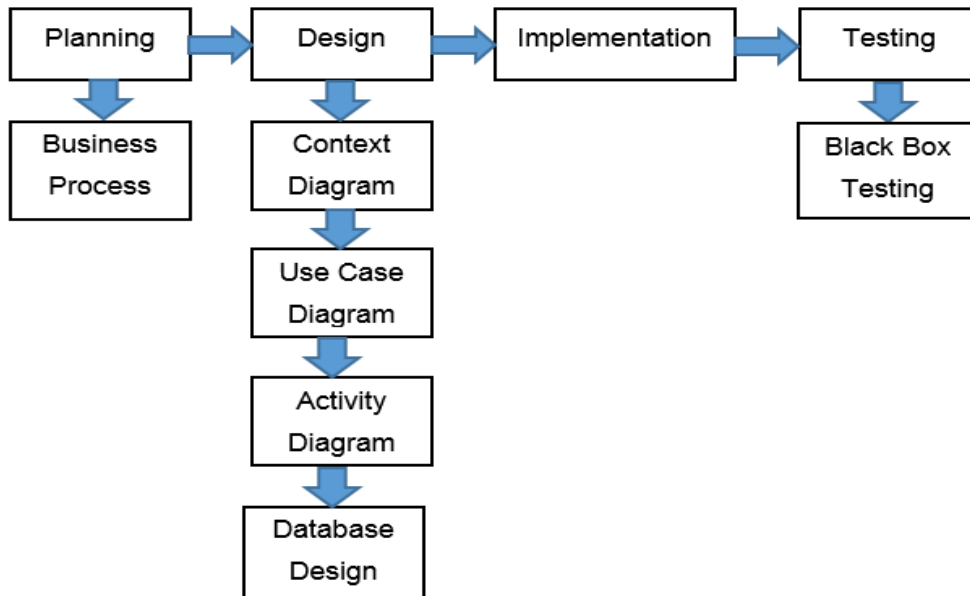 Planning
Design
Implementation
Testing
Business
Process
Context
Diagram
Black Box
Testing
Use Case
Diagram
Activity
Diagram
Database
Design